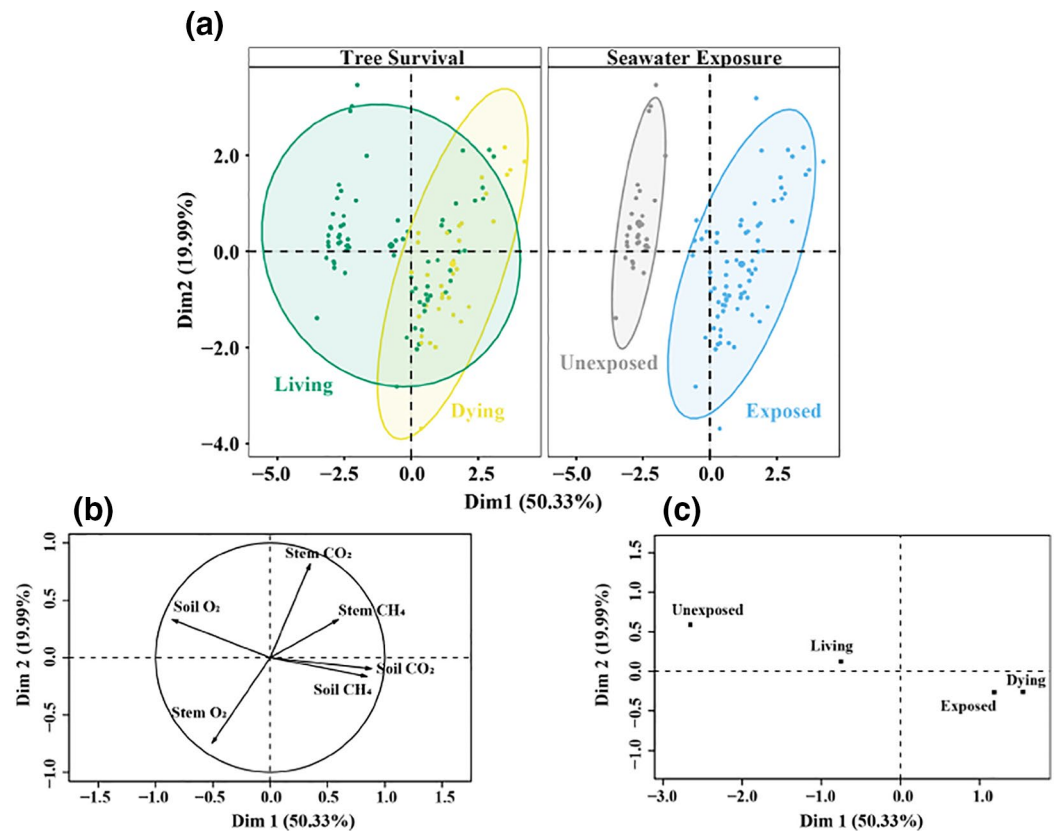 (a)
Tree Survival
Seawater Exposure
2.0
0.0
−2.0
−4.0
Dim2 (19.99%)
Living
Dying
Unexposed
Exposed
−5.0 −2.5 0.0 2.5
−5.0 −2.5 0.0 2.5
Dim1 (50.33%)
(b)
1.0
0.5
0.0
−0.5
−1.0
Dim 2 (19.99%)
Stem CO₂
Soil O₂
Stem CH₄
Soil CO₂
Soil CH₄
Stem O₂
−1.5 −1.0 −0.5 0.0 0.5 1.0 1.5
Dim 1 (50.33%)
(c)
1.5
1.0
0.5
0.0
−0.5
−1.0
Dim 2 (19.99%)
Unexposed
Living
Dying
Exposed
−3.0 −2.0 −1.0 0.0 1.0
Dim 1 (50.33%)